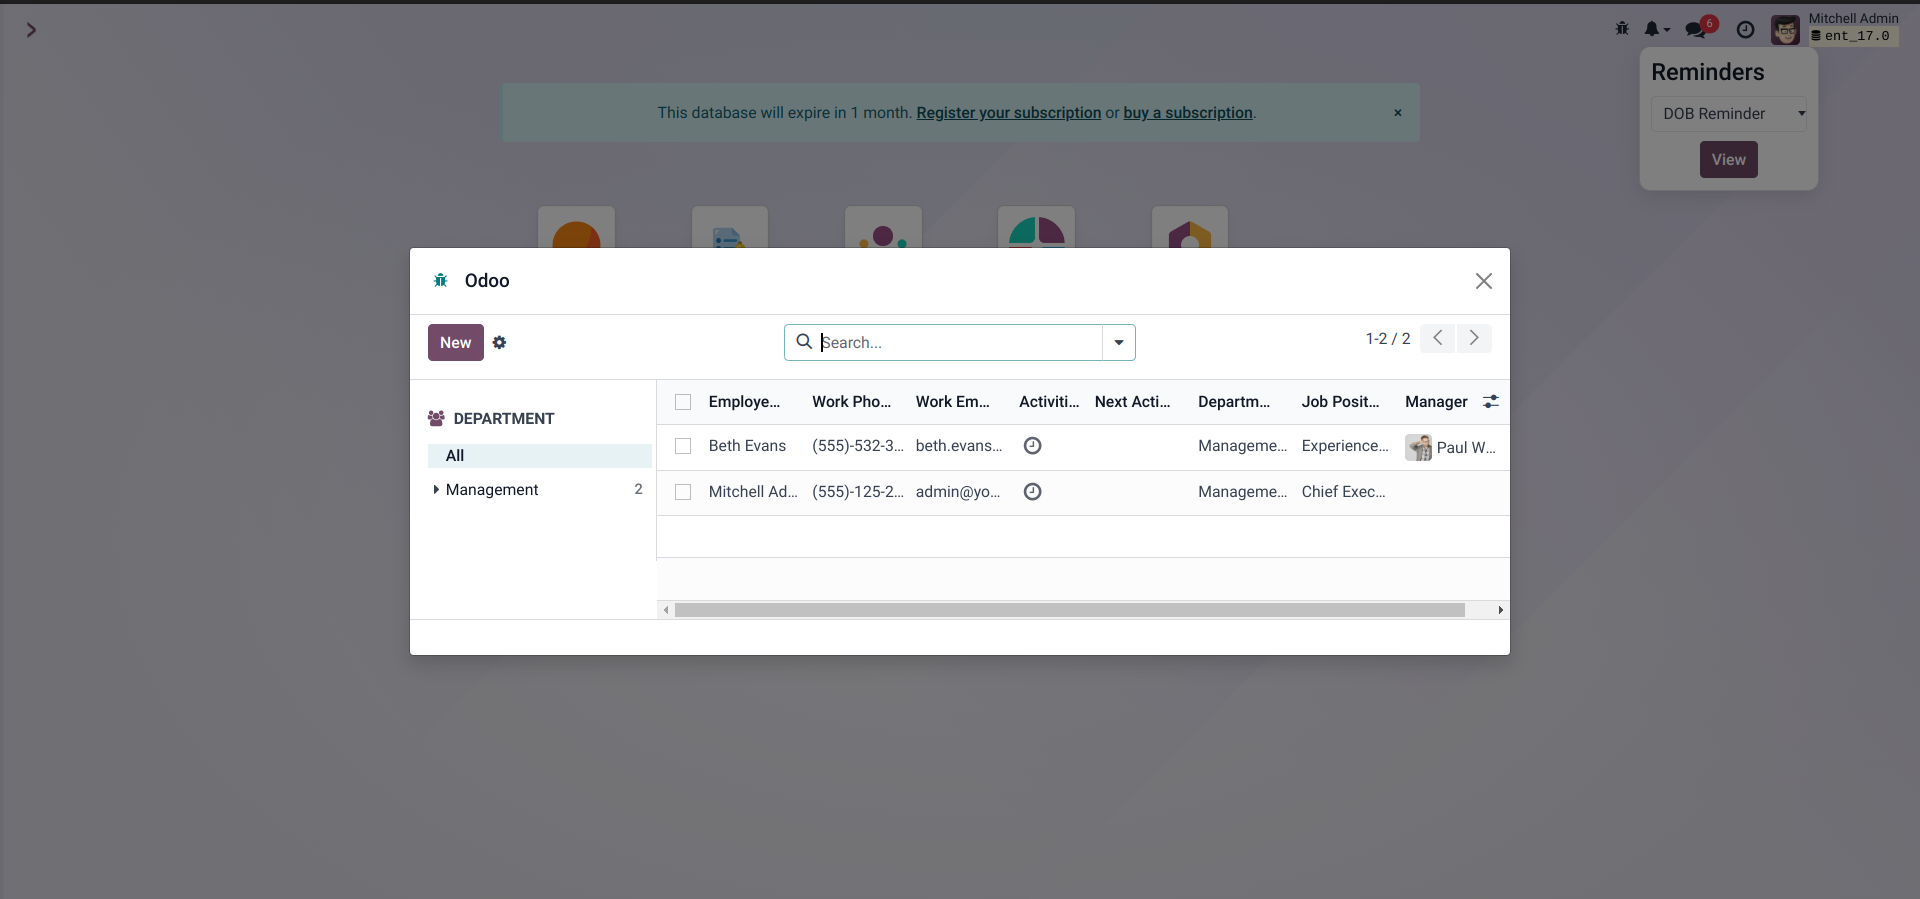 6
Mitchell Admin
ent_17.0
Reminders
DOB Reminder
View
This database will expire in 1 month. Register your subscription or buy a subscription.
×
Odoo
New
Search...
1-2 / 2
DEPARTMENT
All
Management 2
Employe... Work Pho... Work Em... Activiti... Next Acti... Departm... Job Posit... Manager
Beth Evans (555)-532-3... beth.evans... Manageme... Experience... Paul W...
Mitchell Ad... (555)-125-2... admin@yo... Manageme... Chief Exec...